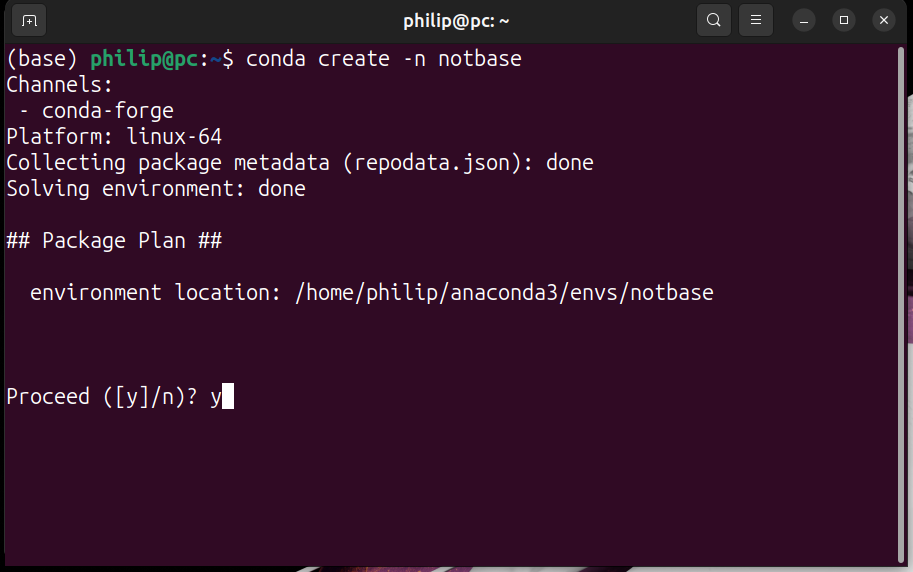 philip@pc: ~
(base) philip@pc:~$ conda create -n notbase
Channels:
 - conda-forge
Platform: linux-64
Collecting package metadata (repodata.json): done
Solving environment: done
## Package Plan ##
  environment location: /home/philip/anaconda3/envs/notbase
Proceed ([y]/n)? y